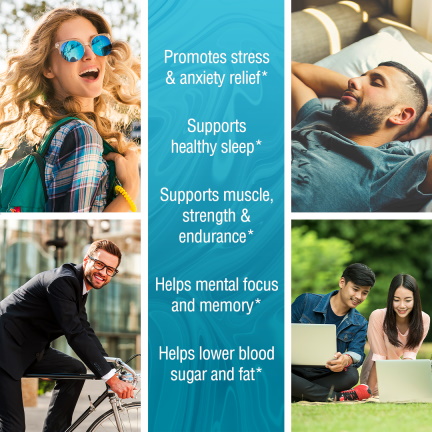 Promotes stress
& anxiety relief*
Supports
healthy sleep*
Supports muscle,
strength &
endurance*
Helps mental focus
and memory*
Helps lower blood
sugar and fat*